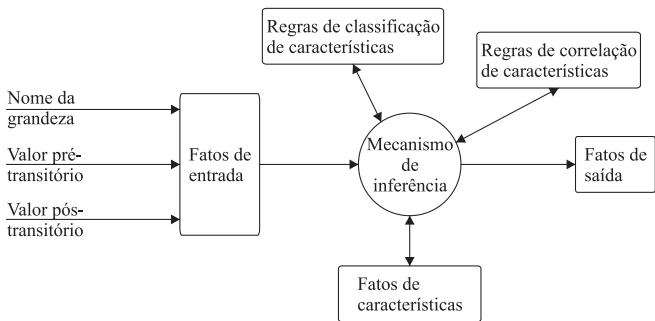 Regras de classificação
de características
Regras de correlação
de características
Nome da
grandeza
Valor pré-
transitório
Valor pós-
transitório
Fatos de
entrada
Mecanismo
de
inferência
Fatos de
saída
Fatos de
características